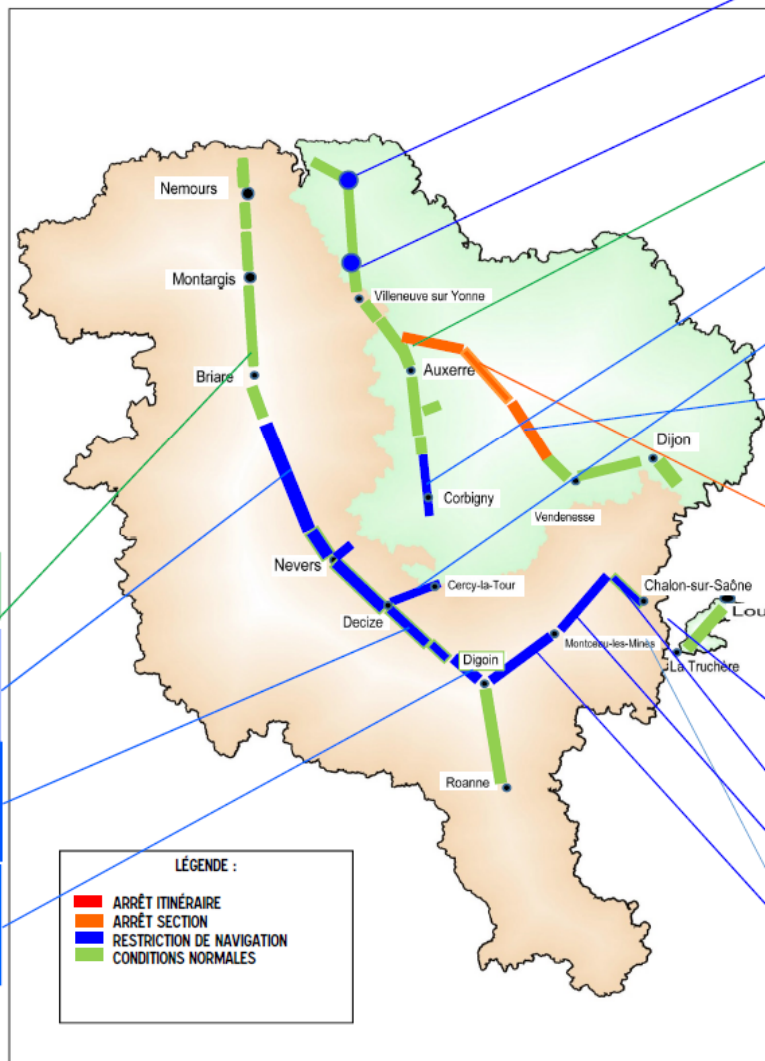 Nemours
Montargis
Villeneuve sur Yonne
Briare
Auxerre
Dijon
Corbigny
Vendenesse
Nevers
Cercy-la-Tour
Chalon-sur-Saône
Lou
Decize
Montceau-les-Mines
Digoin
La Truchère
Roanne
LÉGENDE :
ARRÊT ITINÉRAIRE
ARRÊT SECTION
RESTRICTION DE NAVIGATION
CONDITIONS NORMALES